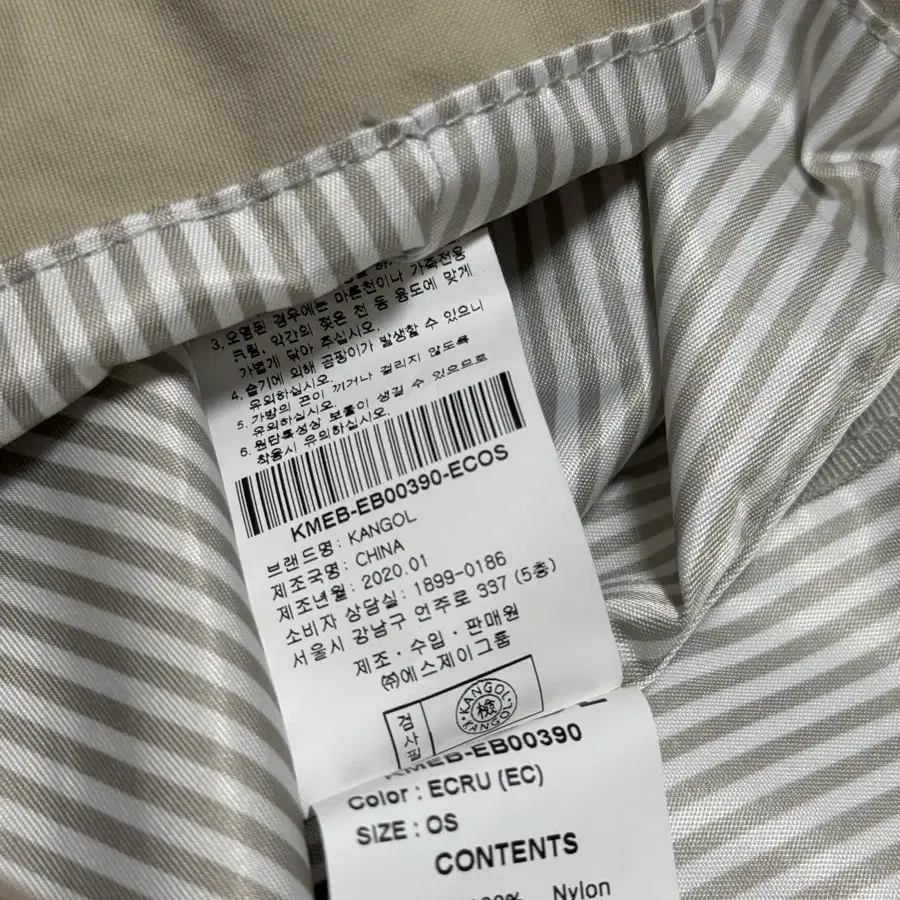 3. 오염된 경우에는 마른천이나 가죽전용
크림, 약간의 젖은 천 등 용도에 맞게
가볍게 닦아 주십시오.
4. 습기에 의해 곰팡이가 발생할 수 있으니
유의하십시오.
5. 가방의 끈이 끼거나 걸리지 않도록
유의하십시오.
6. 원단특성상 보풀이 생길 수 있으므로
착용시 유의하십시오.
KMEB-EB00390-ECOS
브랜드명: KANGOL
제조국명: CHINA
제조년월: 2020.01
소비자 상담실: 1899-0186
서울시 강남구 언주로 337 (5층)
제조 · 수입 · 판매원
㈜에스제이그룹
검사필
KANGOL
檢
KANGOL
KMEB-EB00390
Color : ECRU (EC)
SIZE : OS
CONTENTS
Nylon